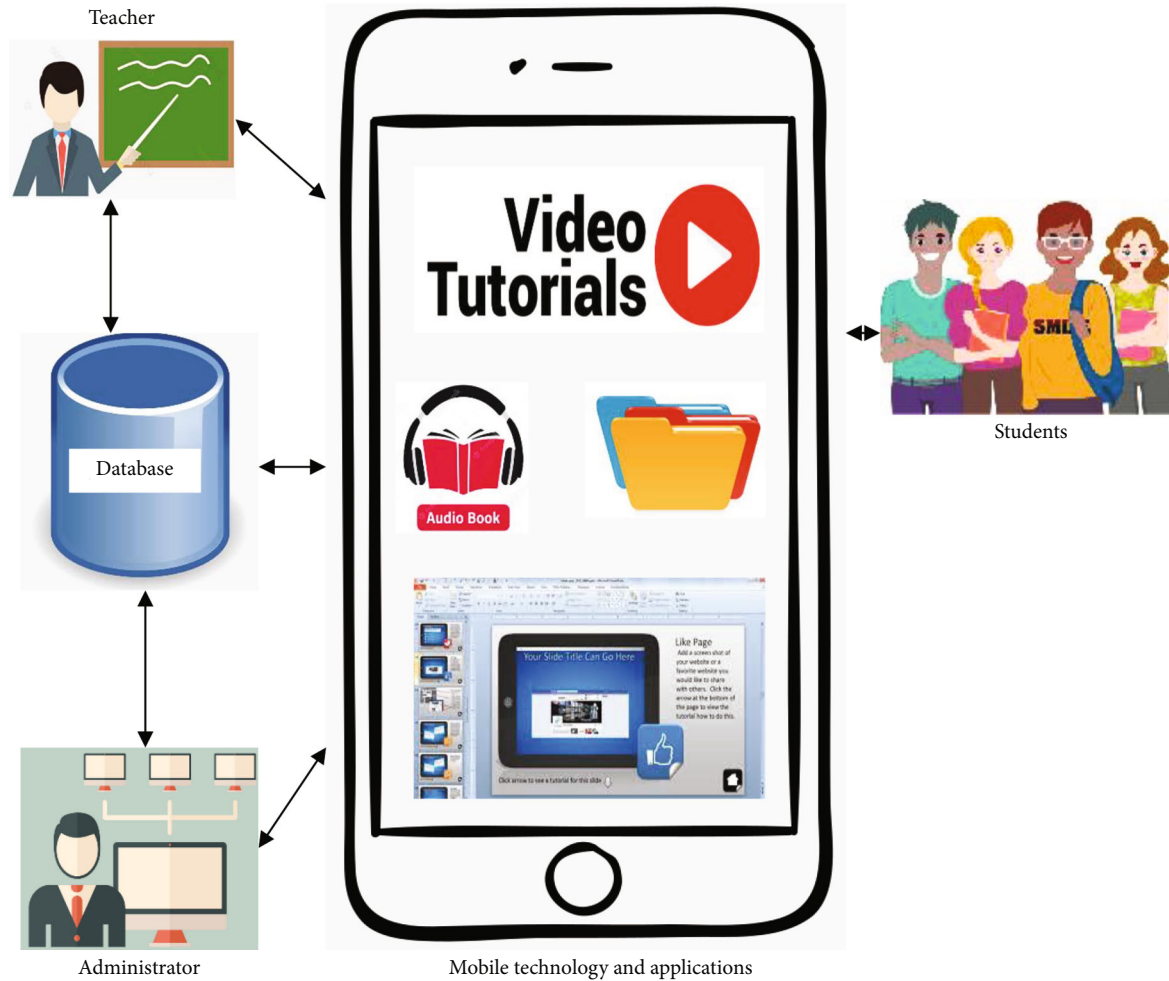 Teacher
Video
Tutorials
Audio Book
Students
Database
Your Slide Title Can Go Here
Like Page
Add a screen shot of
your website or a
favorite website you
would like to share
with others. Click the
arrow at the bottom of
the page to view the
tutorial how to do this.
Click arrow to see a tutorial for this slide
Administrator
Mobile technology and applications